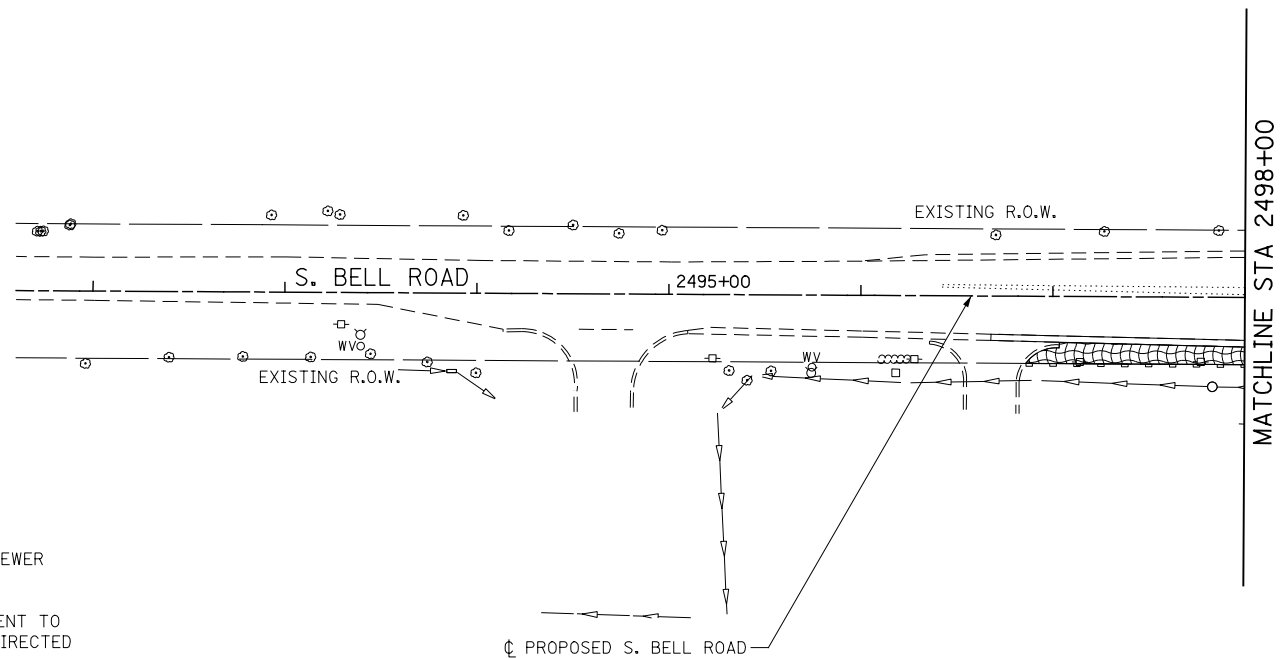 EXISTING R.O.W.
S. BELL ROAD
2495+00
WV
WV
EXISTING R.O.W.
MATCHLINE STA 2498+00
EWER
ENT TO
IRECTED
℄ PROPOSED S. BELL ROAD